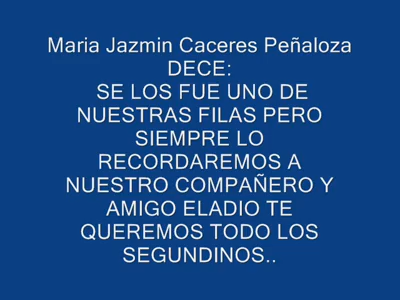 Maria Jazmin Caceres Peñaloza
DECE:
SE LOS FUE UNO DE
NUESTRAS FILAS PERO
SIEMPRE LO
RECORDAREMOS A
NUESTRO COMPAÑERO Y
AMIGO ELADIO TE
QUEREMOS TODO LOS
SEGUNDINOS..